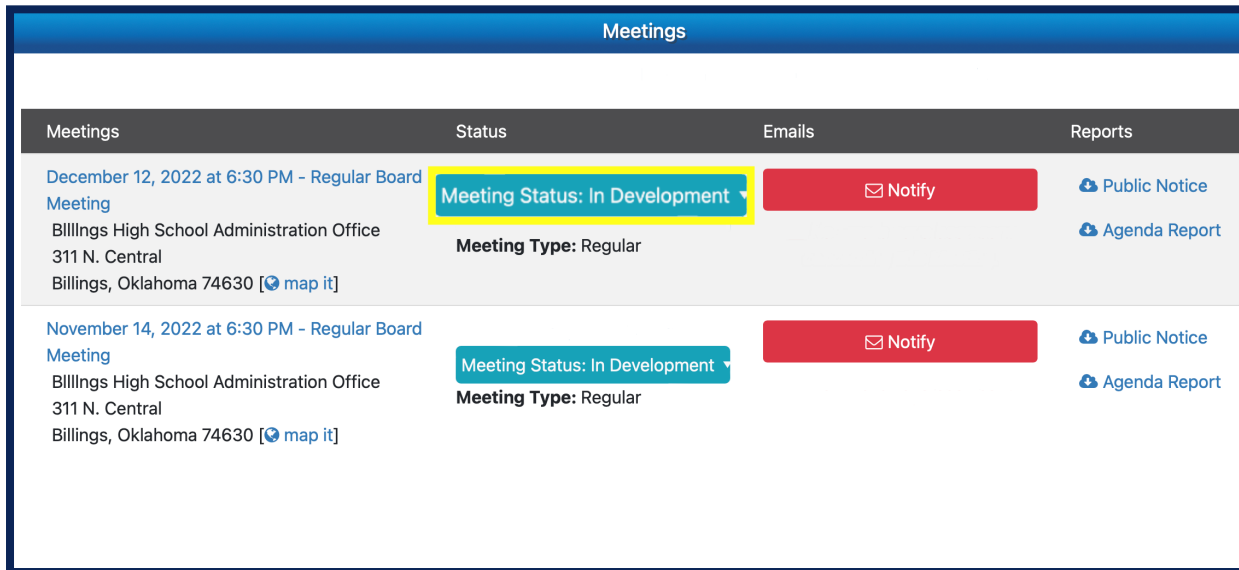 Meetings
Meetings Status Emails Reports
December 12, 2022 at 6:30 PM - Regular Board
Meeting
BIlllngs High School Administration Office
311 N. Central
Billings, Oklahoma 74630 [ map it]
Meeting Status: In Development
Meeting Type: Regular
Notify
Public Notice
Agenda Report
November 14, 2022 at 6:30 PM - Regular Board
Meeting
BIlllngs High School Administration Office
311 N. Central
Billings, Oklahoma 74630 [ map it]
Meeting Status: In Development
Meeting Type: Regular
Notify
Public Notice
Agenda Report